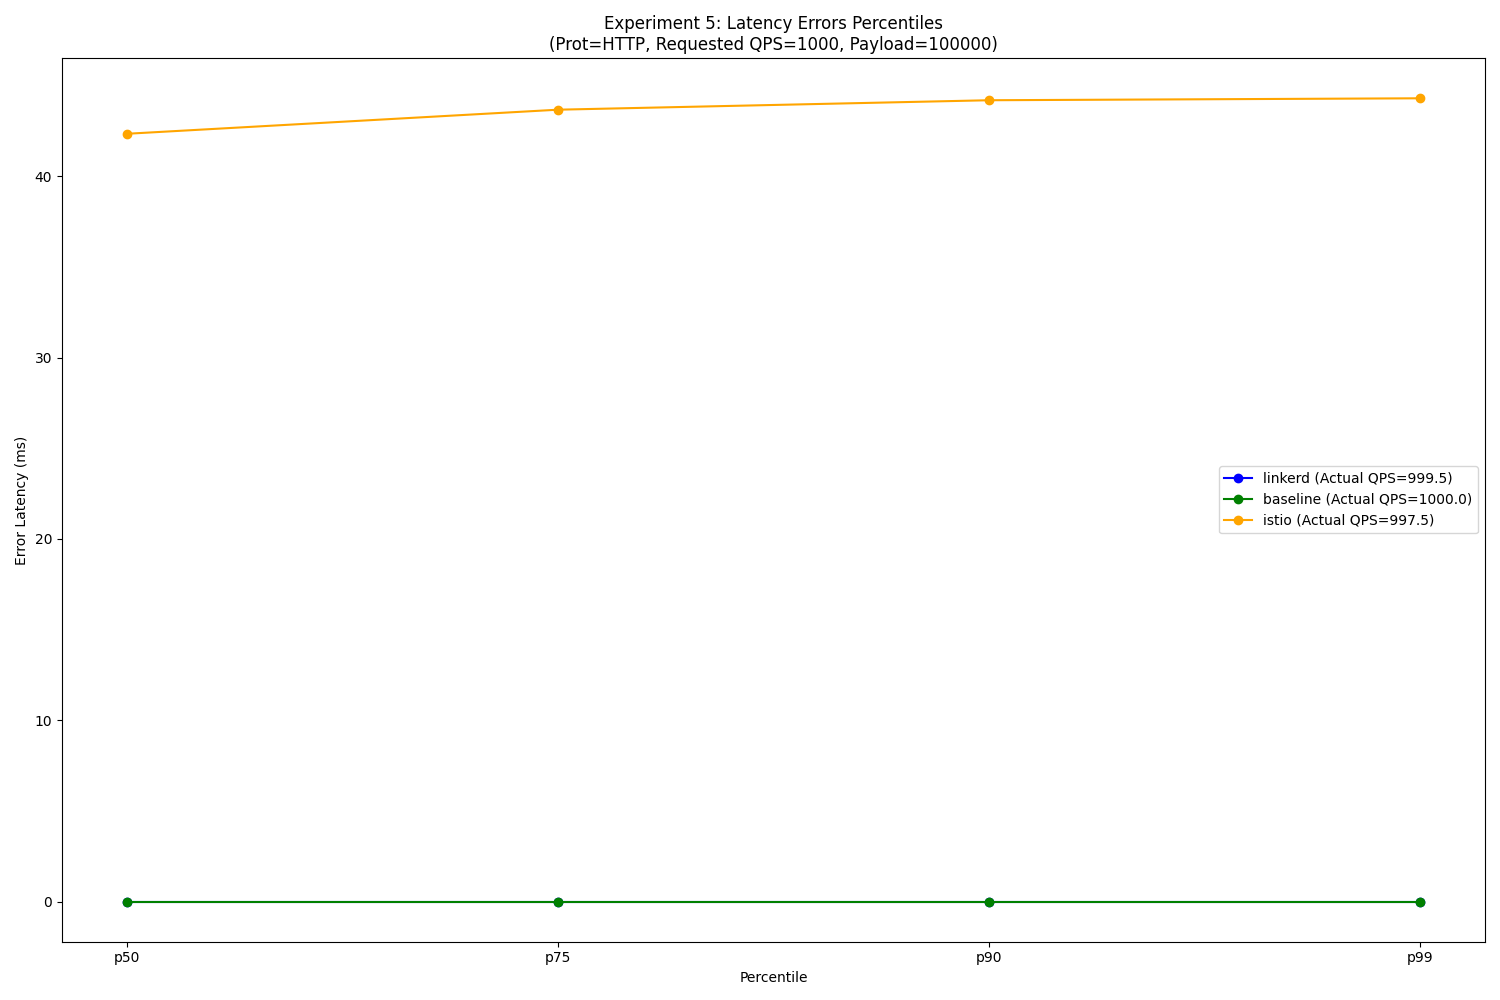 Experiment 5: Latency Errors Percentiles
(Prot=HTTP, Requested QPS=1000, Payload=100000)
Error Latency (ms)
40
30
20
10
0
linkerd (Actual QPS=999.5)
baseline (Actual QPS=1000.0)
istio (Actual QPS=997.5)
p50 p75 p90 p99
Percentile